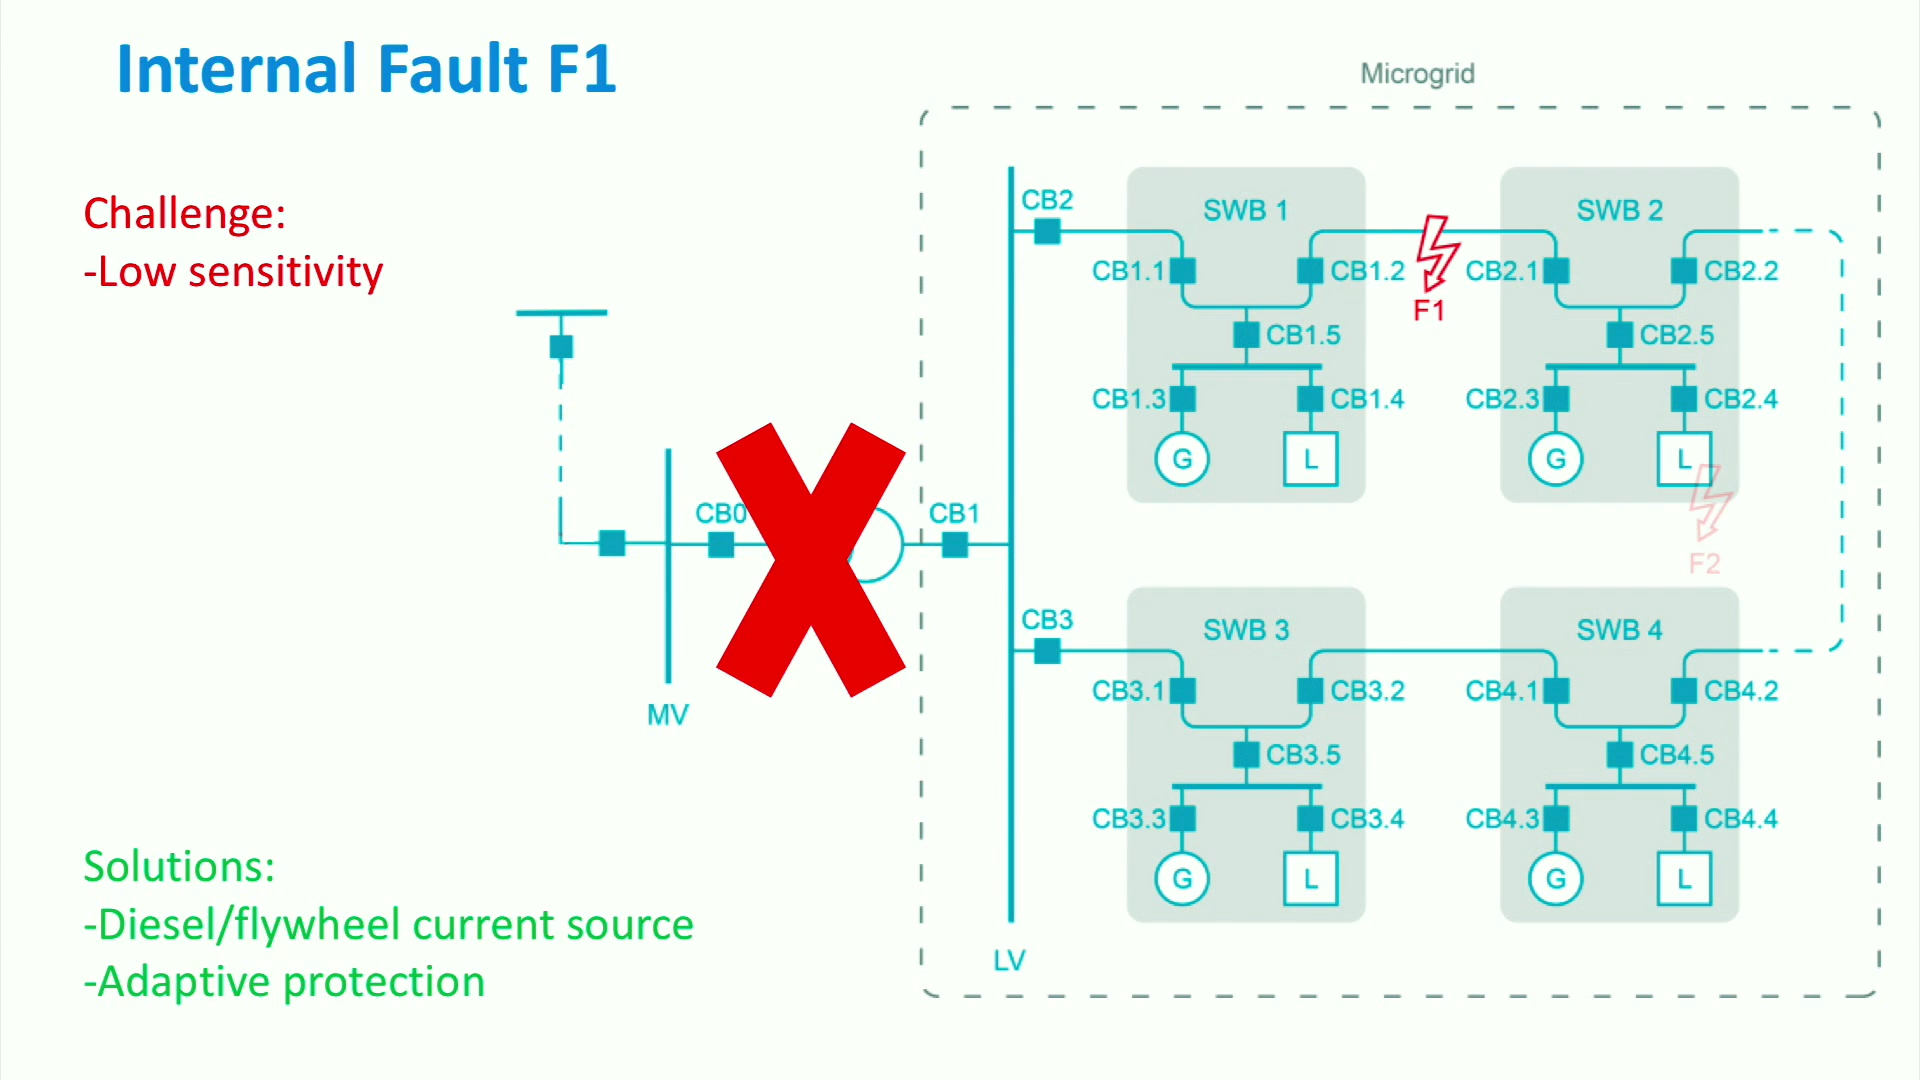 Internal Fault F1
Microgrid
Challenge:
-Low sensitivity
CB2
SWB 1
SWB 2
CB1.1
CB1.2
CB2.1
CB2.2
F1
CB1.5
CB2.5
CB1.3
CB1.4
CB2.3
CB2.4
G
L
G
L
CB0
CB1
F2
CB3
SWB 3
SWB 4
CB3.1
CB3.2
CB4.1
CB4.2
MV
CB3.5
CB4.5
CB3.3
CB3.4
CB4.3
CB4.4
G
L
G
L
Solutions:
-Diesel/flywheel current source
-Adaptive protection
LV